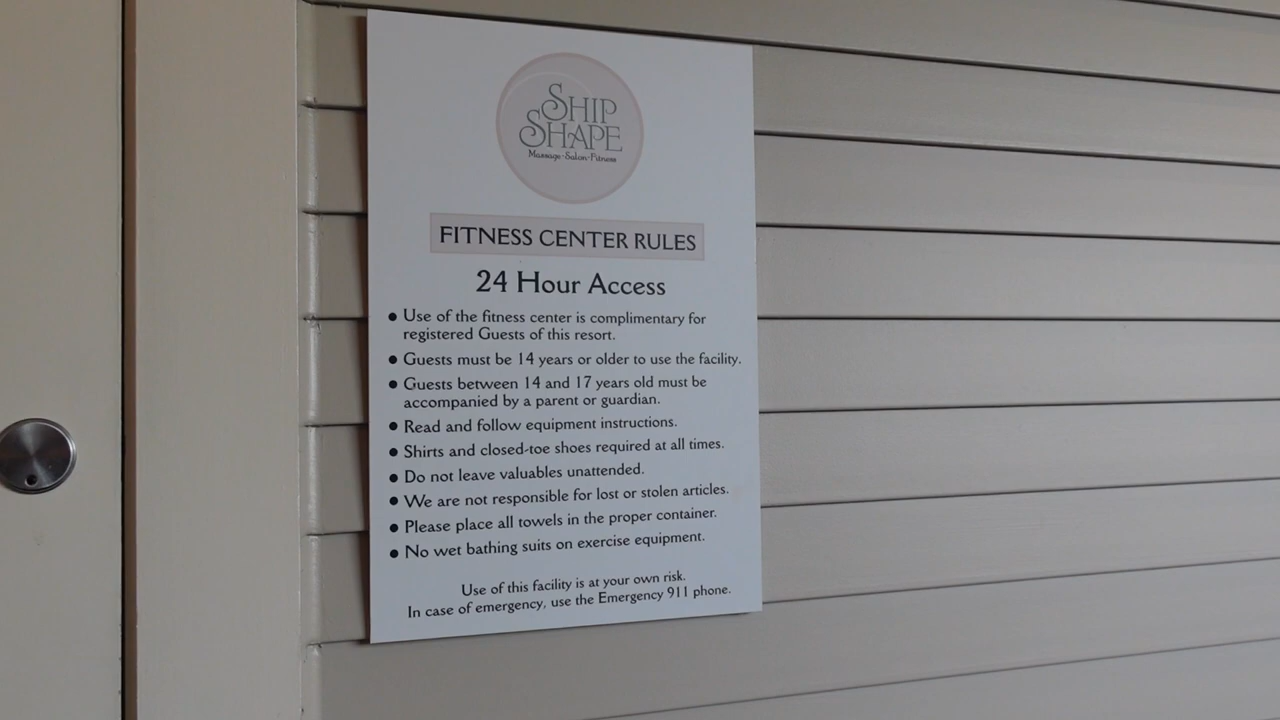 SHIP
SHAPE
Massage-Salon-Fitness
FITNESS CENTER RULES
24 Hour Access
● Use of the fitness center is complimentary for
registered Guests of this resort.
● Guests must be 14 years or older to use the facility.
● Guests between 14 and 17 years old must be
accompanied by a parent or guardian.
● Read and follow equipment instructions.
● Shirts and closed-toe shoes required at all times.
● Do not leave valuables unattended.
● We are not responsible for lost or stolen articles.
● Please place all towels in the proper container.
● No wet bathing suits on exercise equipment.
Use of this facility is at your own risk.
In case of emergency, use the Emergency 911 phone.